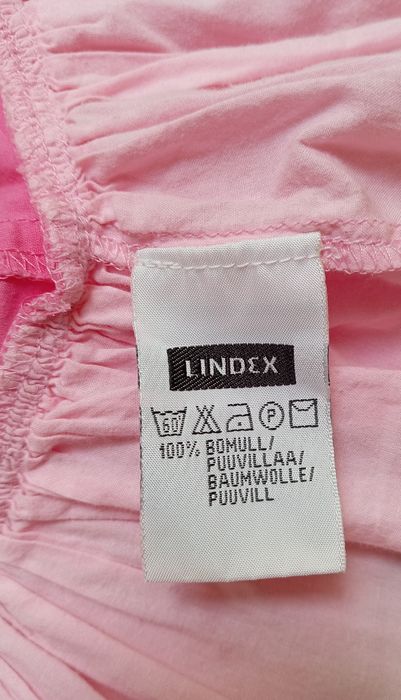 LINDEX
60° P
100% BOMULL/
PUUVILLAA/
BAUMWOLLE/
PUUVILL